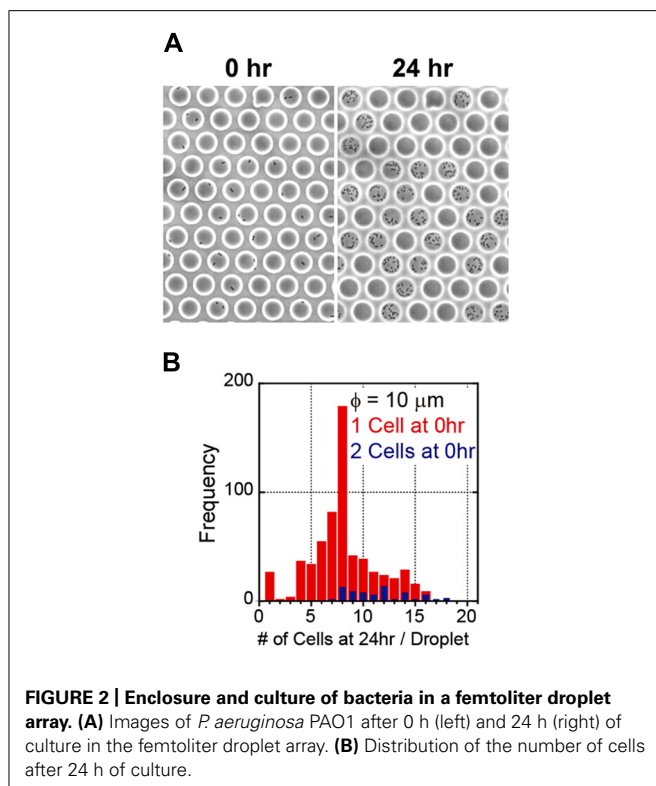 A
0 hr 24 hr
B
200
ϕ = 10 μm
1 Cell at 0hr
2 Cells at 0hr
Frequency
100
0
0 5 10 15 20
# of Cells at 24hr / Droplet
FIGURE 2 | Enclosure and culture of bacteria in a femtoliter droplet
array. (A) Images of P. aeruginosa PAO1 after 0 h (left) and 24 h (right) of
culture in the femtoliter droplet array. (B) Distribution of the number of cells
after 24 h of culture.